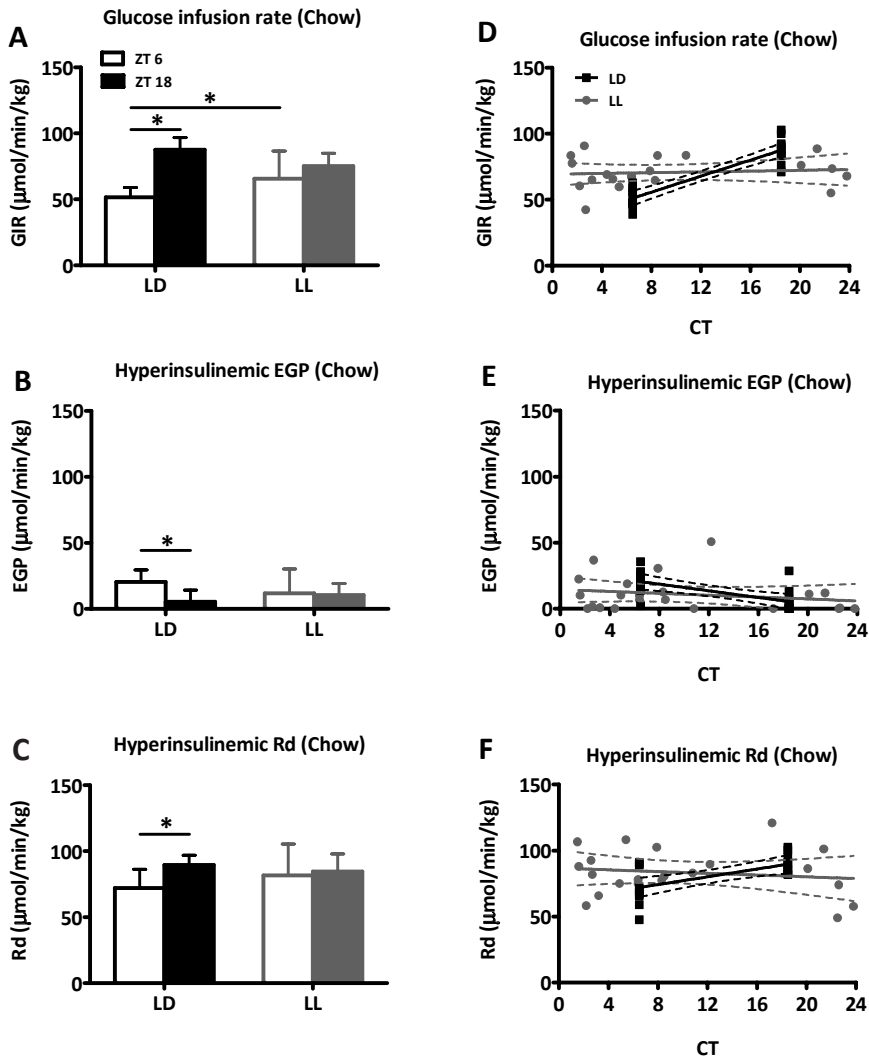 A
Glucose infusion rate (Chow)
ZT 6
ZT 18
*
*
150
100
50
0
GIR (µmol/min/kg)
LD
LL
D
Glucose infusion rate (Chow)
LD
LL
150
100
50
0
GIR (µmol/min/kg)
0
4
8
12
16
20
24
CT
B
Hyperinsulinemic EGP (Chow)
*
150
100
50
0
EGP (µmol/min/kg)
LD
LL
E
Hyperinsulinemic EGP (Chow)
150
100
50
0
EGP (µmol/min/kg)
0
4
8
12
16
20
24
CT
C
Hyperinsulinemic Rd (Chow)
*
150
100
50
0
Rd (µmol/min/kg)
LD
LL
F
Hyperinsulinemic Rd (Chow)
150
100
50
0
Rd (µmol/min/kg)
0
4
8
12
16
20
24
CT